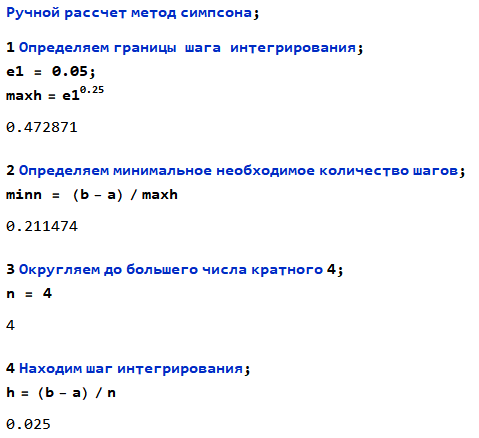 Ручной рассчет метод симпсона;
1 Определяем границы шага интегрирования;
e1 = 0.05;
maxh = e1^0.25
0.472871
2 Определяем минимальное необходимое количество шагов;
minn = (b - a) / maxh
0.211474
3 Округляем до большего числа кратного 4;
n = 4
4
4 Находим шаг интегрирования;
h = (b - a) / n
0.025